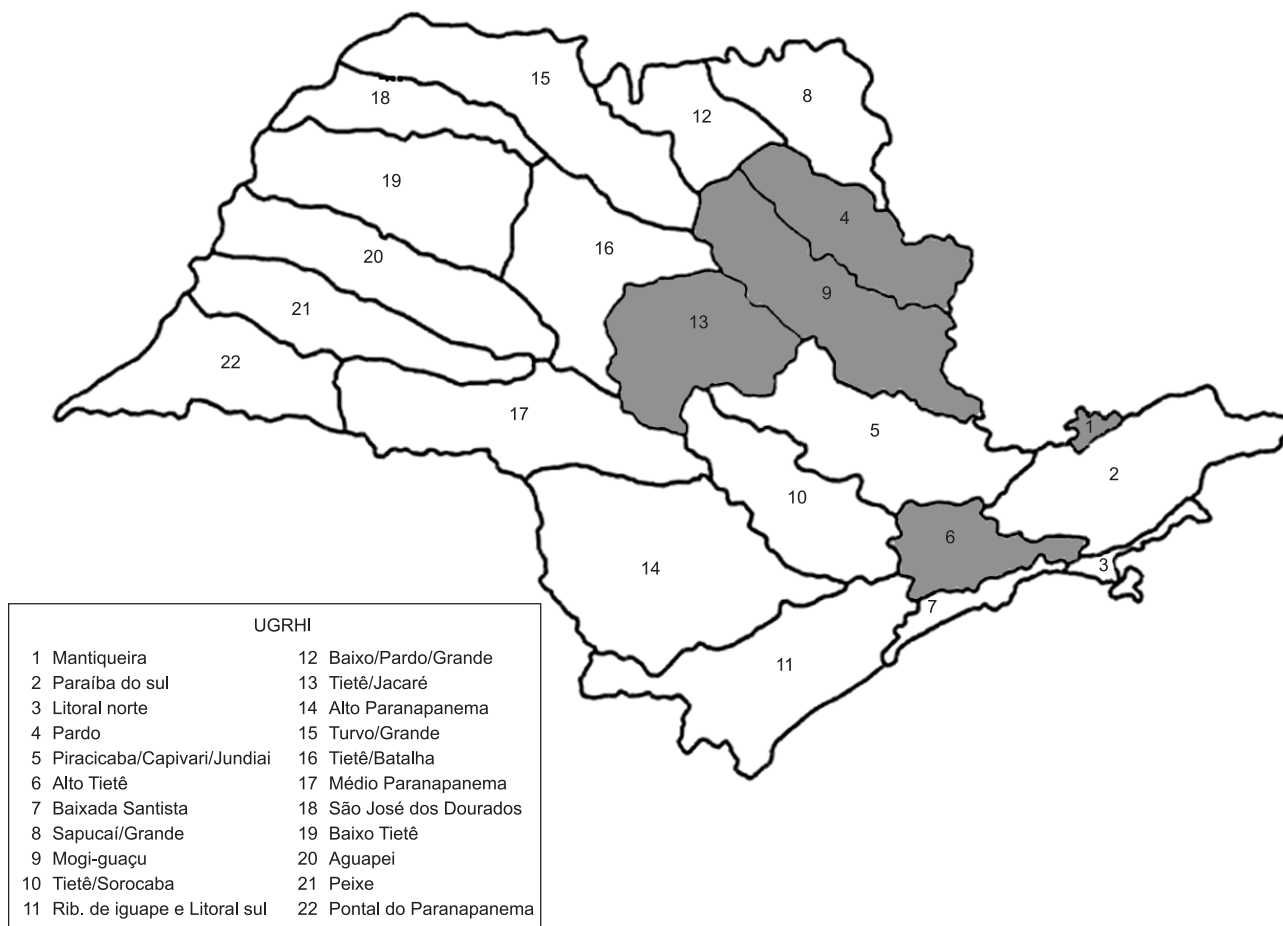 15
8
18
12
19
4
16
20
9
21
13
22
17
5
1
2
10
6
3
14
7
11
UGRHI
1 Mantiqueira
2 Paraíba do sul
3 Litoral norte
4 Pardo
5 Piracicaba/Capivari/Jundiai
6 Alto Tietê
7 Baixada Santista
8 Sapucaí/Grande
9 Mogi-guaçu
10 Tietê/Sorocaba
11 Rib. de iguape e Litoral sul
12 Baixo/Pardo/Grande
13 Tietê/Jacaré
14 Alto Paranapanema
15 Turvo/Grande
16 Tietê/Batalha
17 Médio Paranapanema
18 São José dos Dourados
19 Baixo Tietê
20 Aguapei
21 Peixe
22 Pontal do Paranapanema